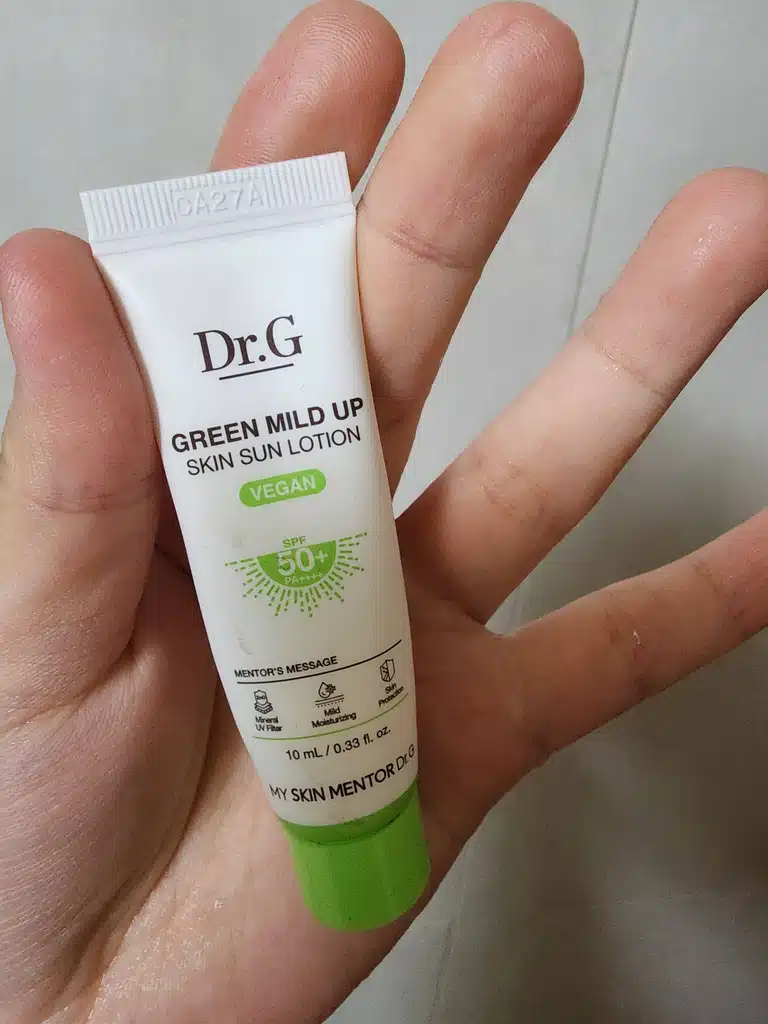 CA27A
Dr.G
GREEN MILD UP
SKIN SUN LOTION
VEGAN
SPF
50+
PA++++
MENTOR'S MESSAGE
Mineral
UV Filter
Mild
Moisturizing
Skin
Protection
10 mL / 0.33 fl. oz.
MY SKIN MENTOR Dr.G